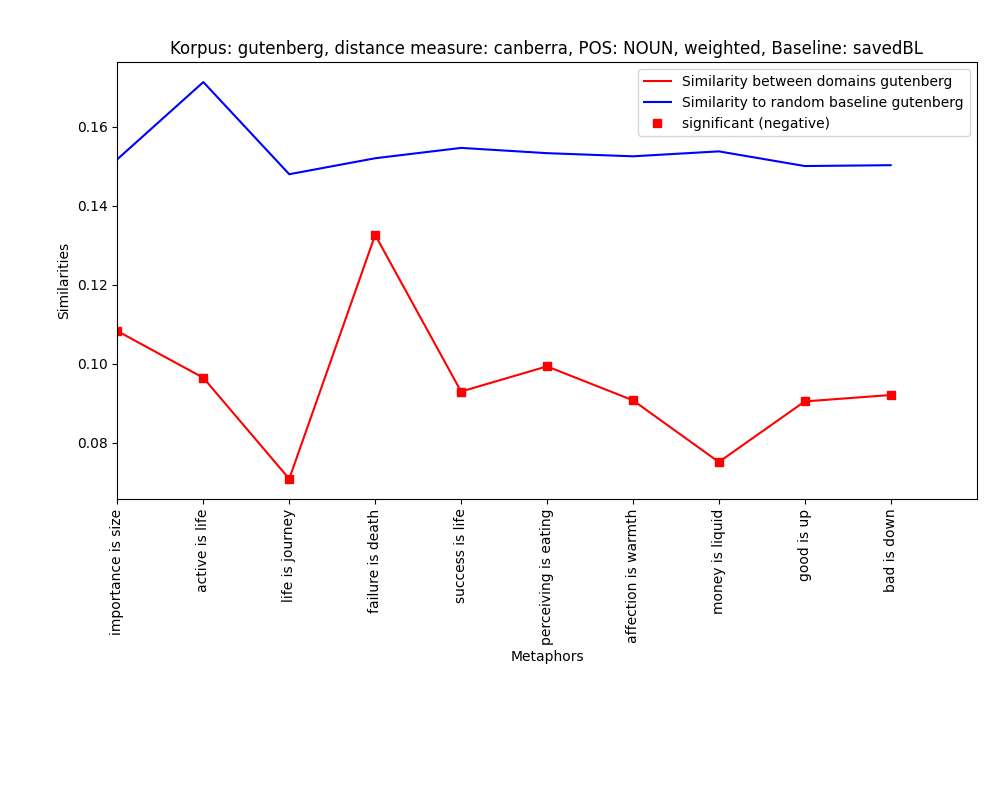 Korpus: gutenberg, distance measure: canberra, POS: NOUN, weighted, Baseline: savedBL
Similarity between domains gutenberg
Similarity to random baseline gutenberg
significant (negative)
Similarities
0.16
0.14
0.12
0.10
0.08
importance is size
active is life
life is journey
failure is death
success is life
perceiving is eating
affection is warmth
money is liquid
good is up
bad is down
Metaphors